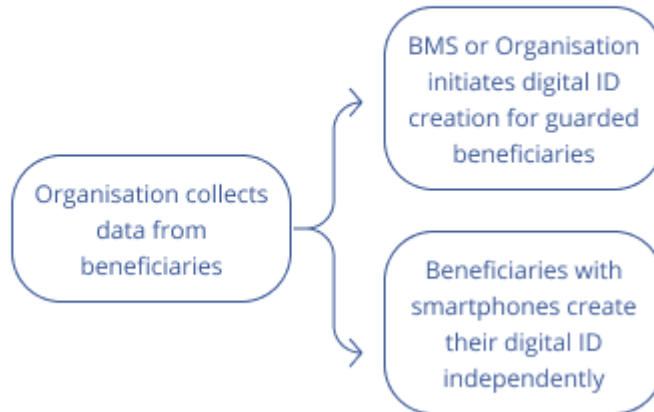 Organisation collects
data from
beneficiaries
BMS or Organisation
initiates digital ID
creation for guarded
beneficiaries
Beneficiaries with
smartphones create
their digital ID
independently